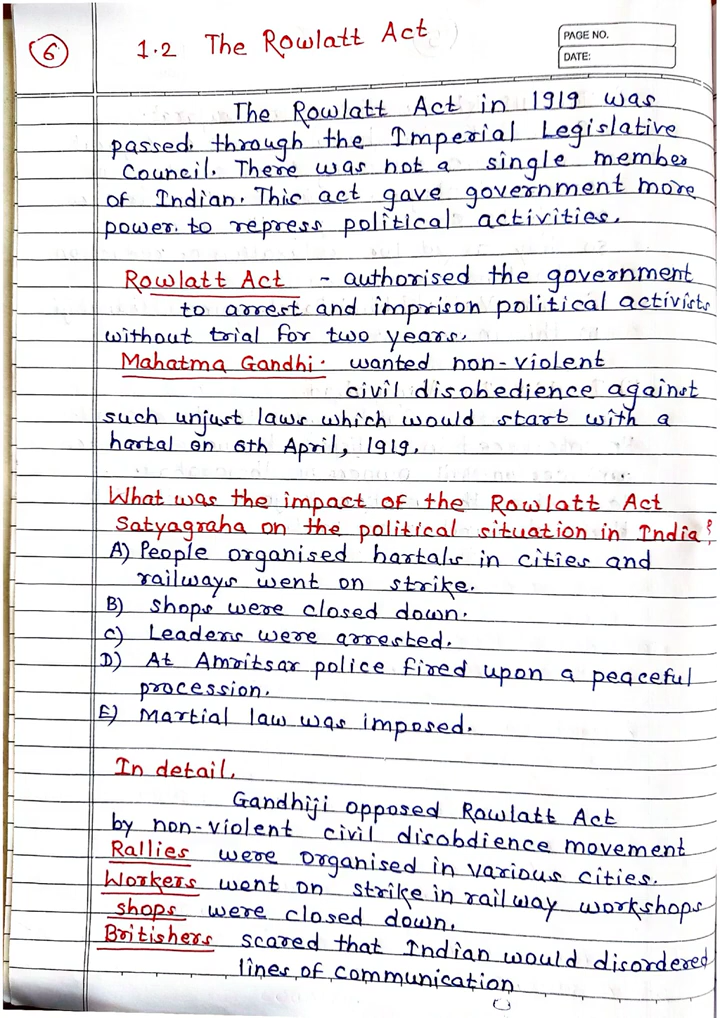 6
1.2 The Rowlatt Act
PAGE NO.
DATE:
The Rowlatt Act in 1919 was
passed. through the Imperial Legislative
Council. There was not a single member
of Indian. This act gave government more
power. to repress political activities.
Rowlatt Act - authorised the government
to arrest and imprison political activists
without trial for two years.
Mahatma Gandhi. wanted non-violent
civil disobedience against
such unjust laws which would start with a
hartal on 6th April, 1919.
What was the impact of the Rowlatt Act
Satyagraha on the political situation in India?
A) People organised hartals in cities and
railways went on strike.
B) Shops were closed down.
C) Leaders were arrested.
D) At Amritsar police fired upon a peaceful
procession.
E) Martial law was imposed.
In detail.
Gandhiji opposed Rowlatt Act
by non-violent civil disobdience movement
Rallies were organised in various cities.
Workers went on strike in railway workshops
shops were closed down.
Britishers scared that Indian would disordered
lines of communication